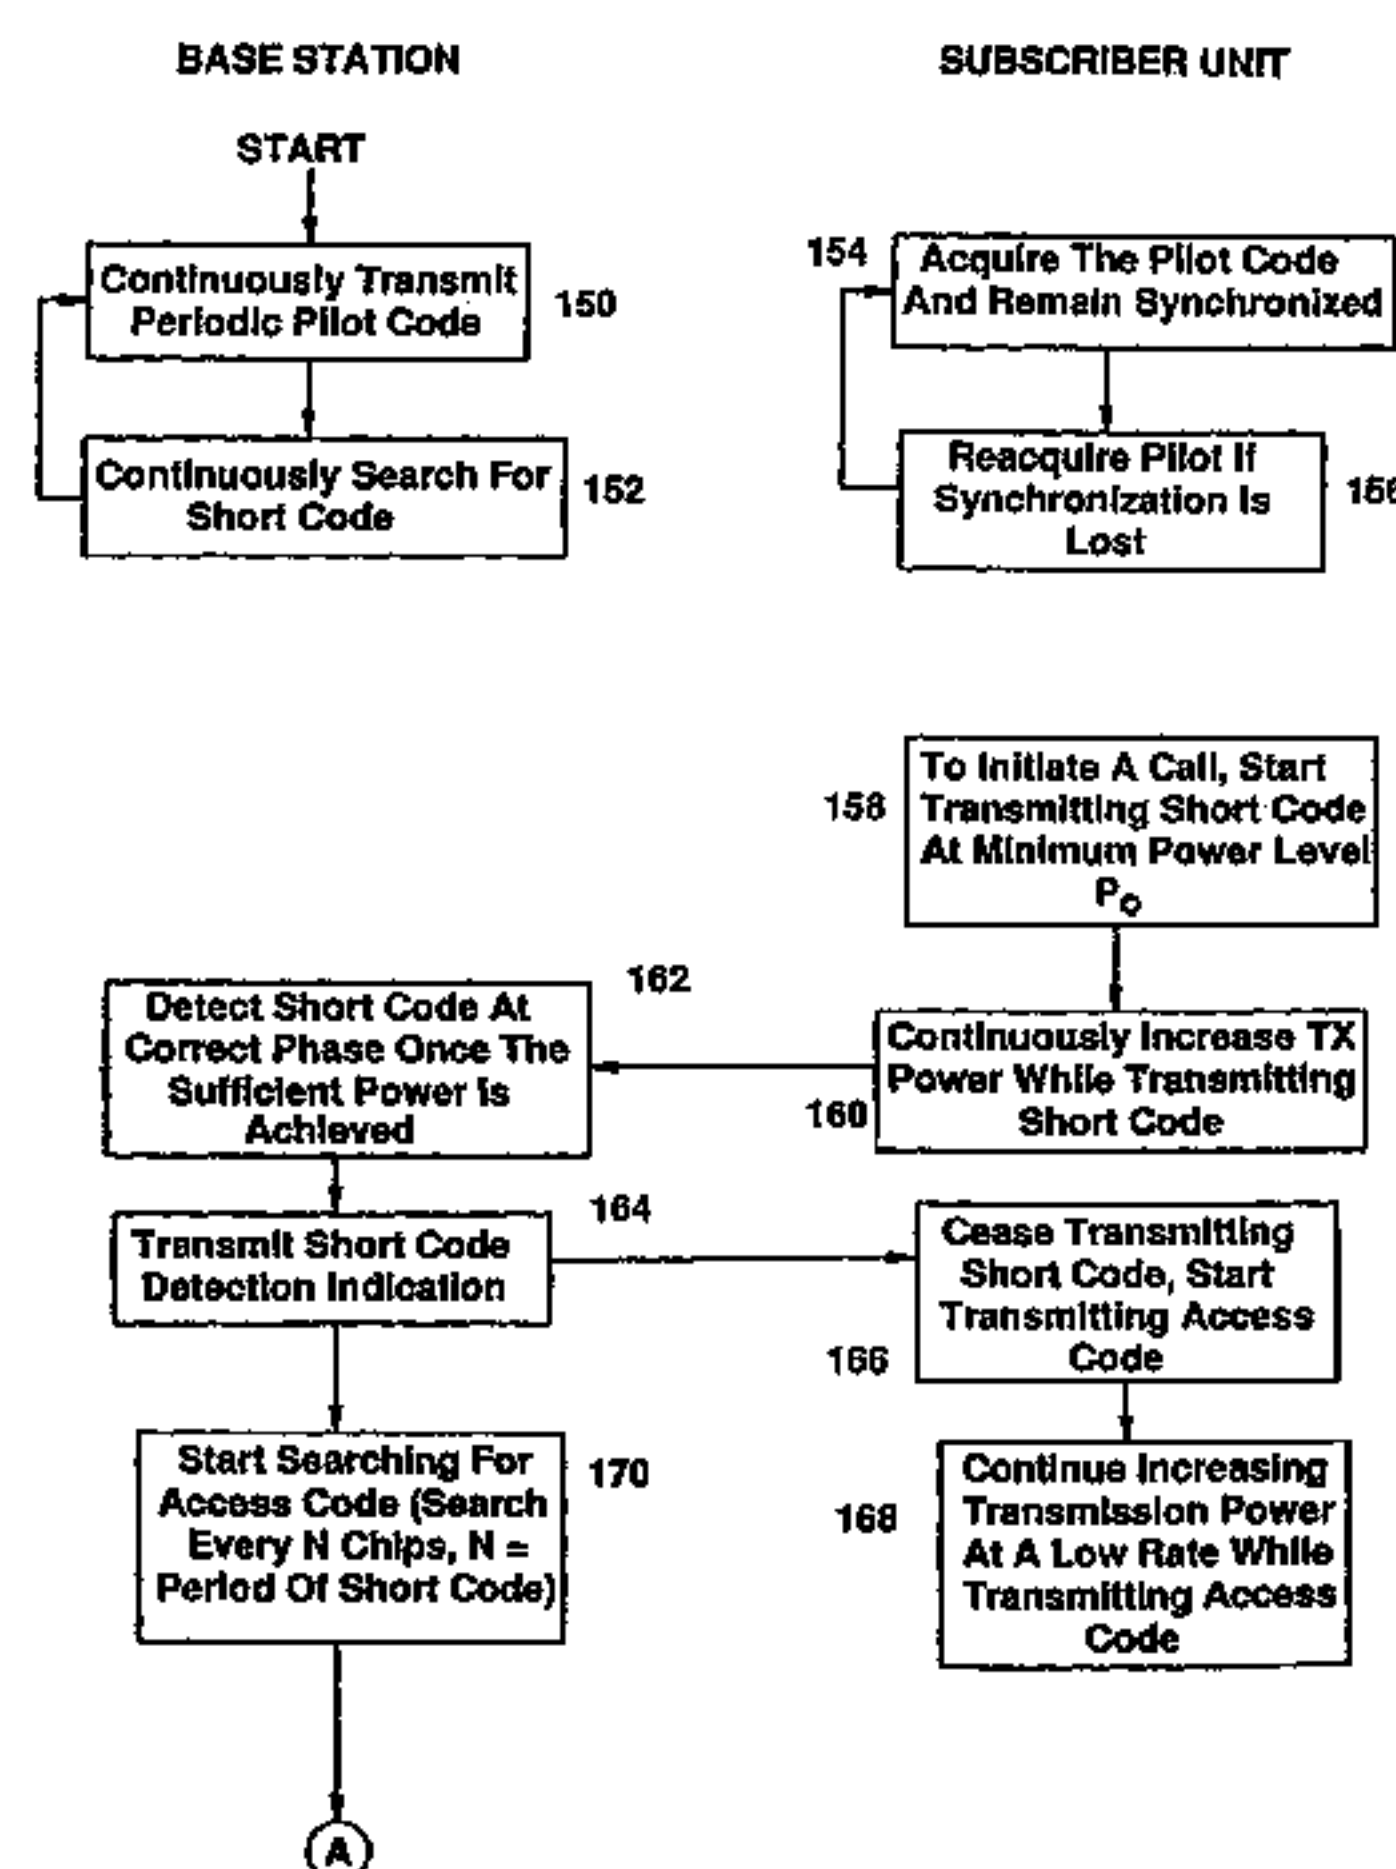 BASE STATION
SUBSCRIBER UNIT
START
Continuously Transmit
Periodic Pilot Code
150
154
Acquire The Pilot Code
And Remain Synchronized
Continuously Search For
Short Code
152
Reacquire Pilot If
Synchronization Is
Lost
156
158
To Initiate A Call, Start
Transmitting Short Code
At Minimum Power Level
Po
162
Detect Short Code At
Correct Phase Once The
Sufficient Power Is
Achieved
Continuously Increase TX
Power While Transmitting
Short Code
160
164
Transmit Short Code
Detection Indication
Cease Transmitting
Short Code, Start
Transmitting Access
Code
166
Start Searching For
Access Code (Search
Every N Chips, N =
Period Of Short Code)
170
168
Continue Increasing
Transmission Power
At A Low Rate While
Transmitting Access
Code
A